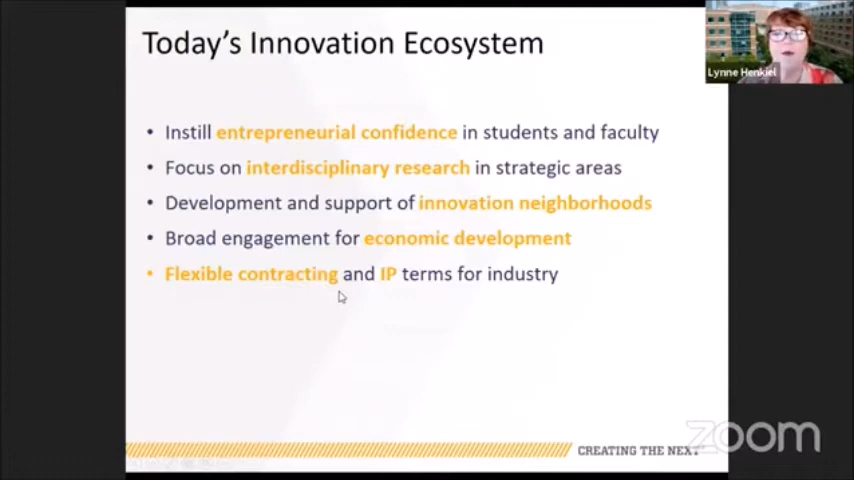 Today's Innovation Ecosystem
Lynne Henkiel
• Instill entrepreneurial confidence in students and faculty
• Focus on interdisciplinary research in strategic areas
• Development and support of innovation neighborhoods
• Broad engagement for economic development
• Flexible contracting and IP terms for industry
CREATING THE NEXT
zoom